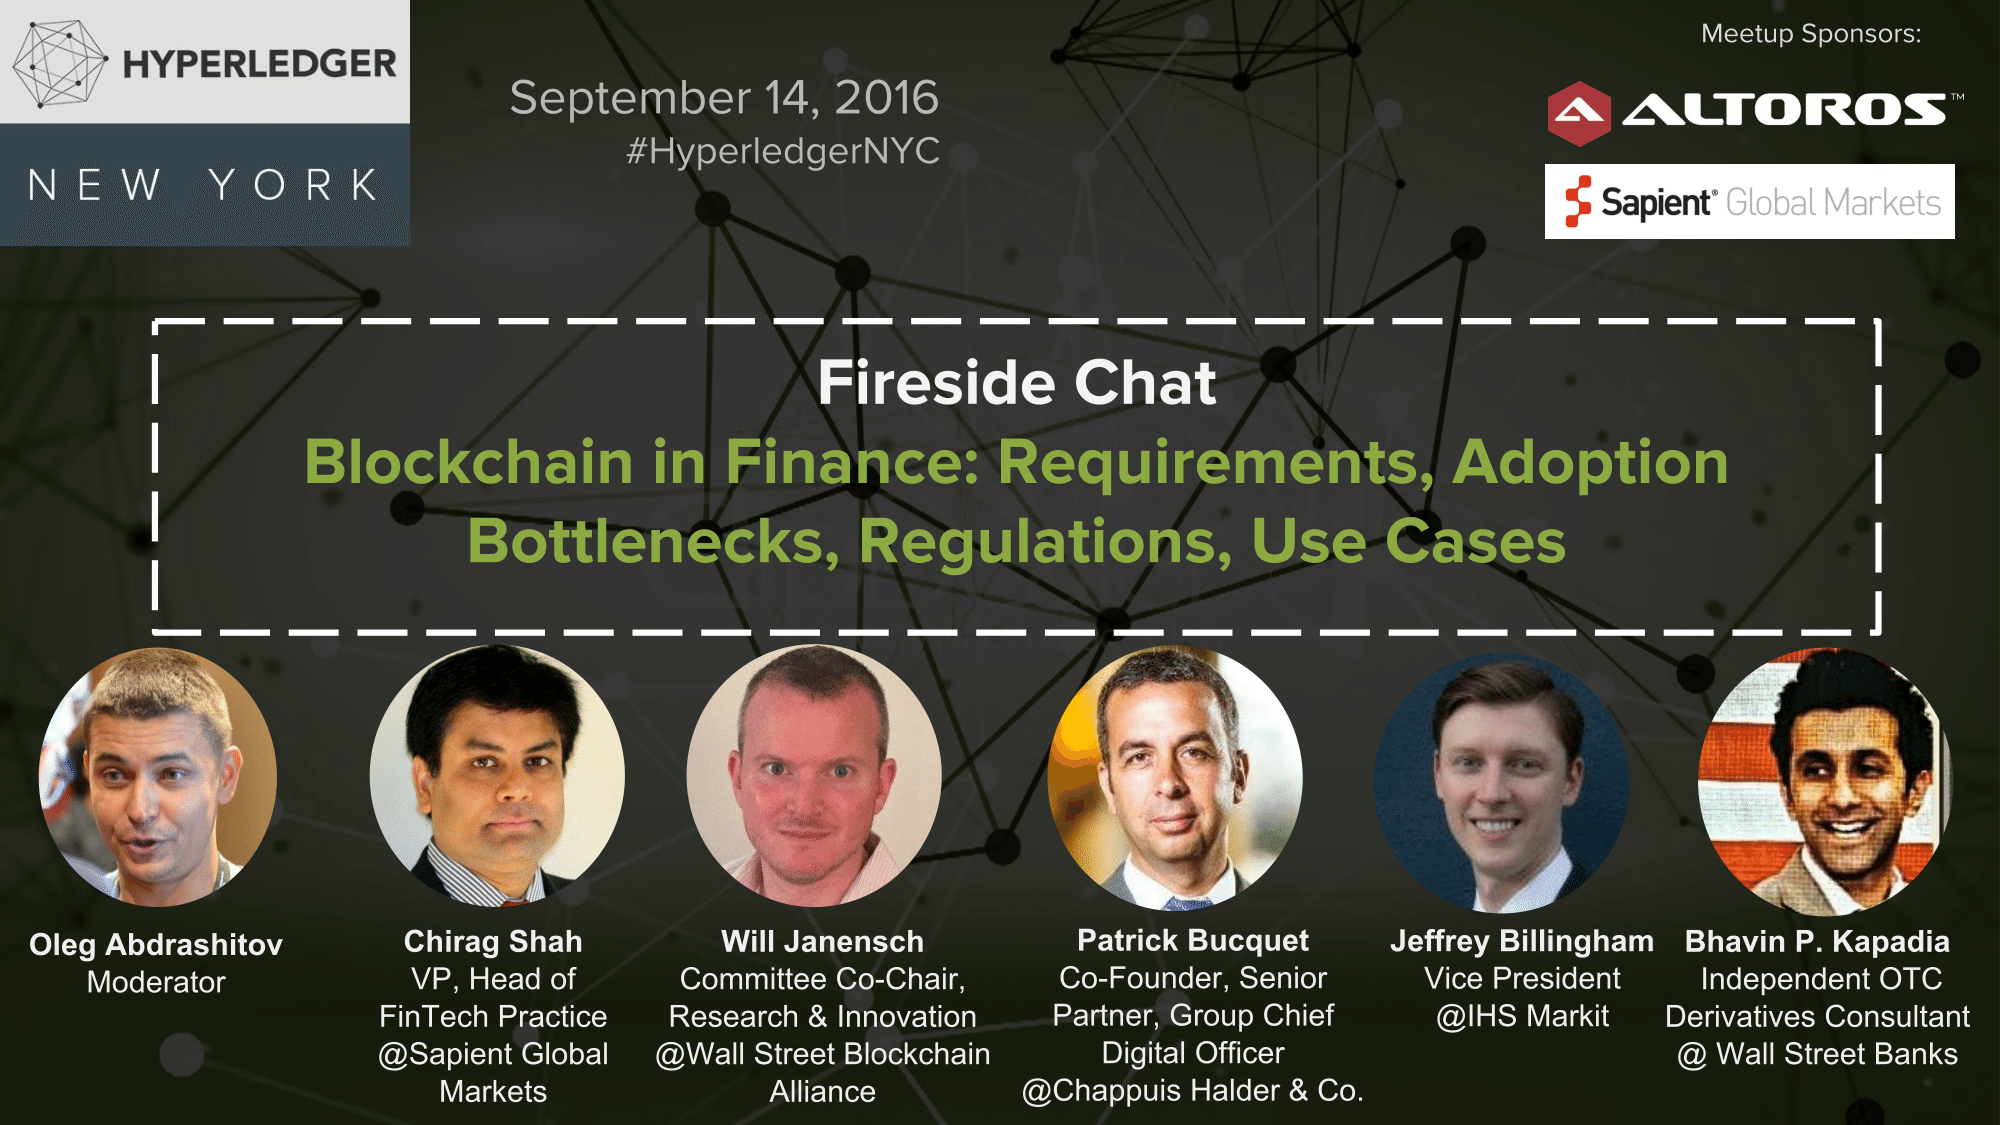 HYPERLEDGER
NEW YORK
September 14, 2016
#HyperledgerNYC
Meetup Sponsors:
ALTOROS™
Sapient® Global Markets
Fireside Chat
Blockchain in Finance: Requirements, Adoption
Bottlenecks, Regulations, Use Cases
Oleg Abdrashitov
Moderator
Chirag Shah
VP, Head of
FinTech Practice
@Sapient Global
Markets
Will Janensch
Committee Co-Chair,
Research & Innovation
@Wall Street Blockchain
Alliance
Patrick Bucquet
Co-Founder, Senior
Partner, Group Chief
Digital Officer
@Chappuis Halder & Co.
Jeffrey Billingham
Vice President
@IHS Markit
Bhavin P. Kapadia
Independent OTC
Derivatives Consultant
@ Wall Street Banks